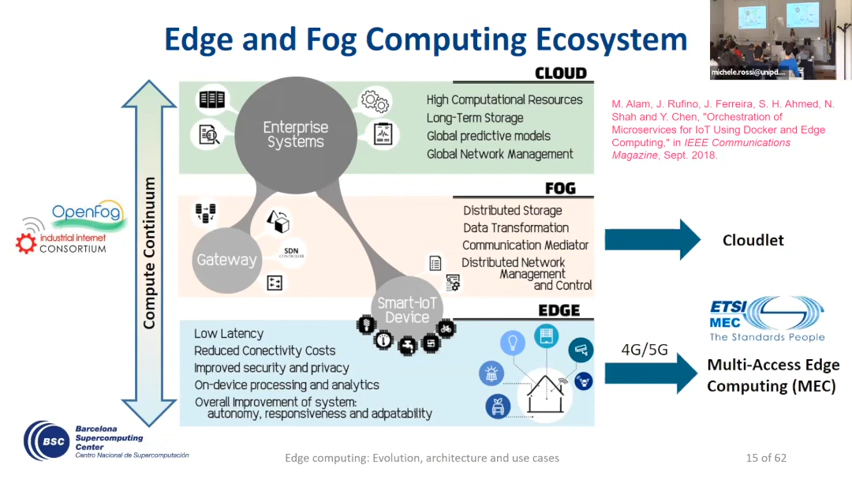 Edge and Fog Computing Ecosystem
michele.rossi@unipd....
CLOUD
Enterprise
Systems
High Computational Resources
Long-Term Storage
Global predictive models
Global Network Management
M. Alam, J. Rufino, J. Ferreira, S. H. Ahmed, N.
Shah and Y. Chen, "Orchestration of
Microservices for IoT Using Docker and Edge
Computing," in IEEE Communications
Magazine, Sept. 2018.
Compute Continuum
OpenFog
industrial internet
CONSORTIUM
FOG
Gateway
SDN
CONTROLLER
Distributed Storage
Data Transformation
Communication Mediator
Distributed Network
Management
and Control
Cloudlet
Smart-IoT
Device
EDGE
Low Latency
Reduced Conectivity Costs
Improved security and privacy
On-device processing and analytics
Overall Improvement of system:
autonomy, responsiveness and adpatability
4G/5G
ETSI
MEC
The Standards People
Multi-Access Edge
Computing (MEC)
BSC
Barcelona
Supercomputing
Center
Centro Nacional de Supercomputación
Edge computing: Evolution, architecture and use cases
15 of 62